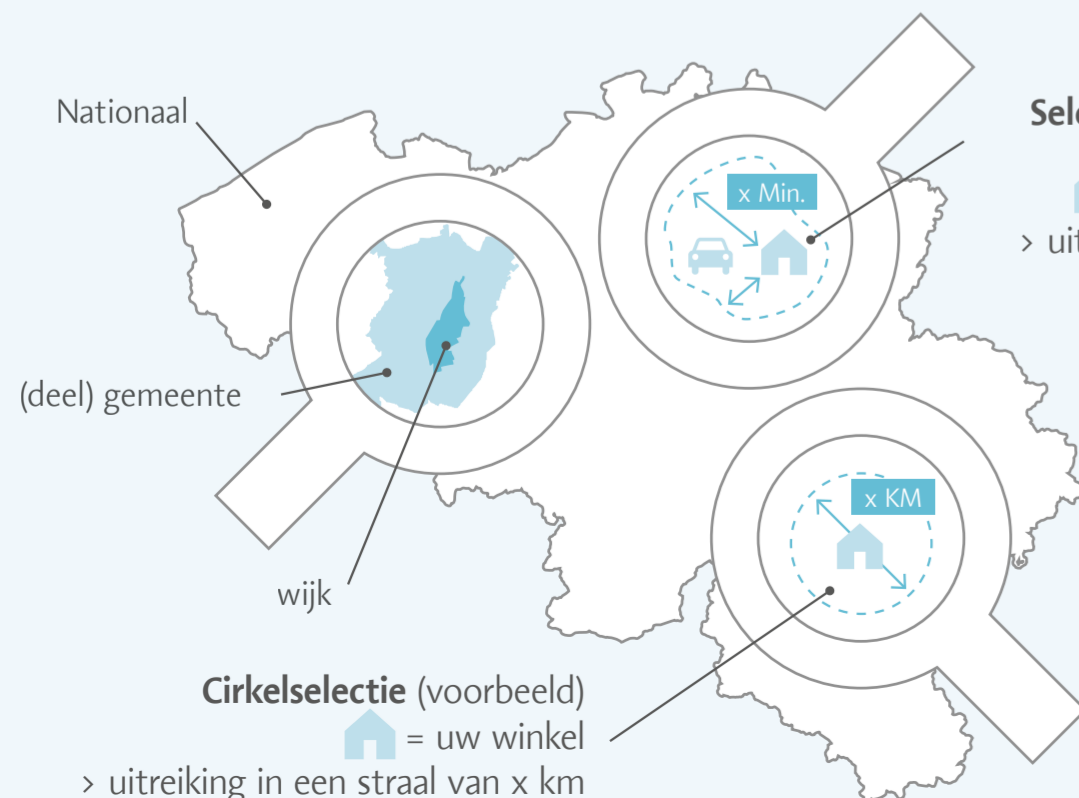 Nationaal
x Min.
(deel) gemeente
x KM
wijk
Cirkelselectie (voorbeeld)
= uw winkel
> uitreiking in een straal van x km